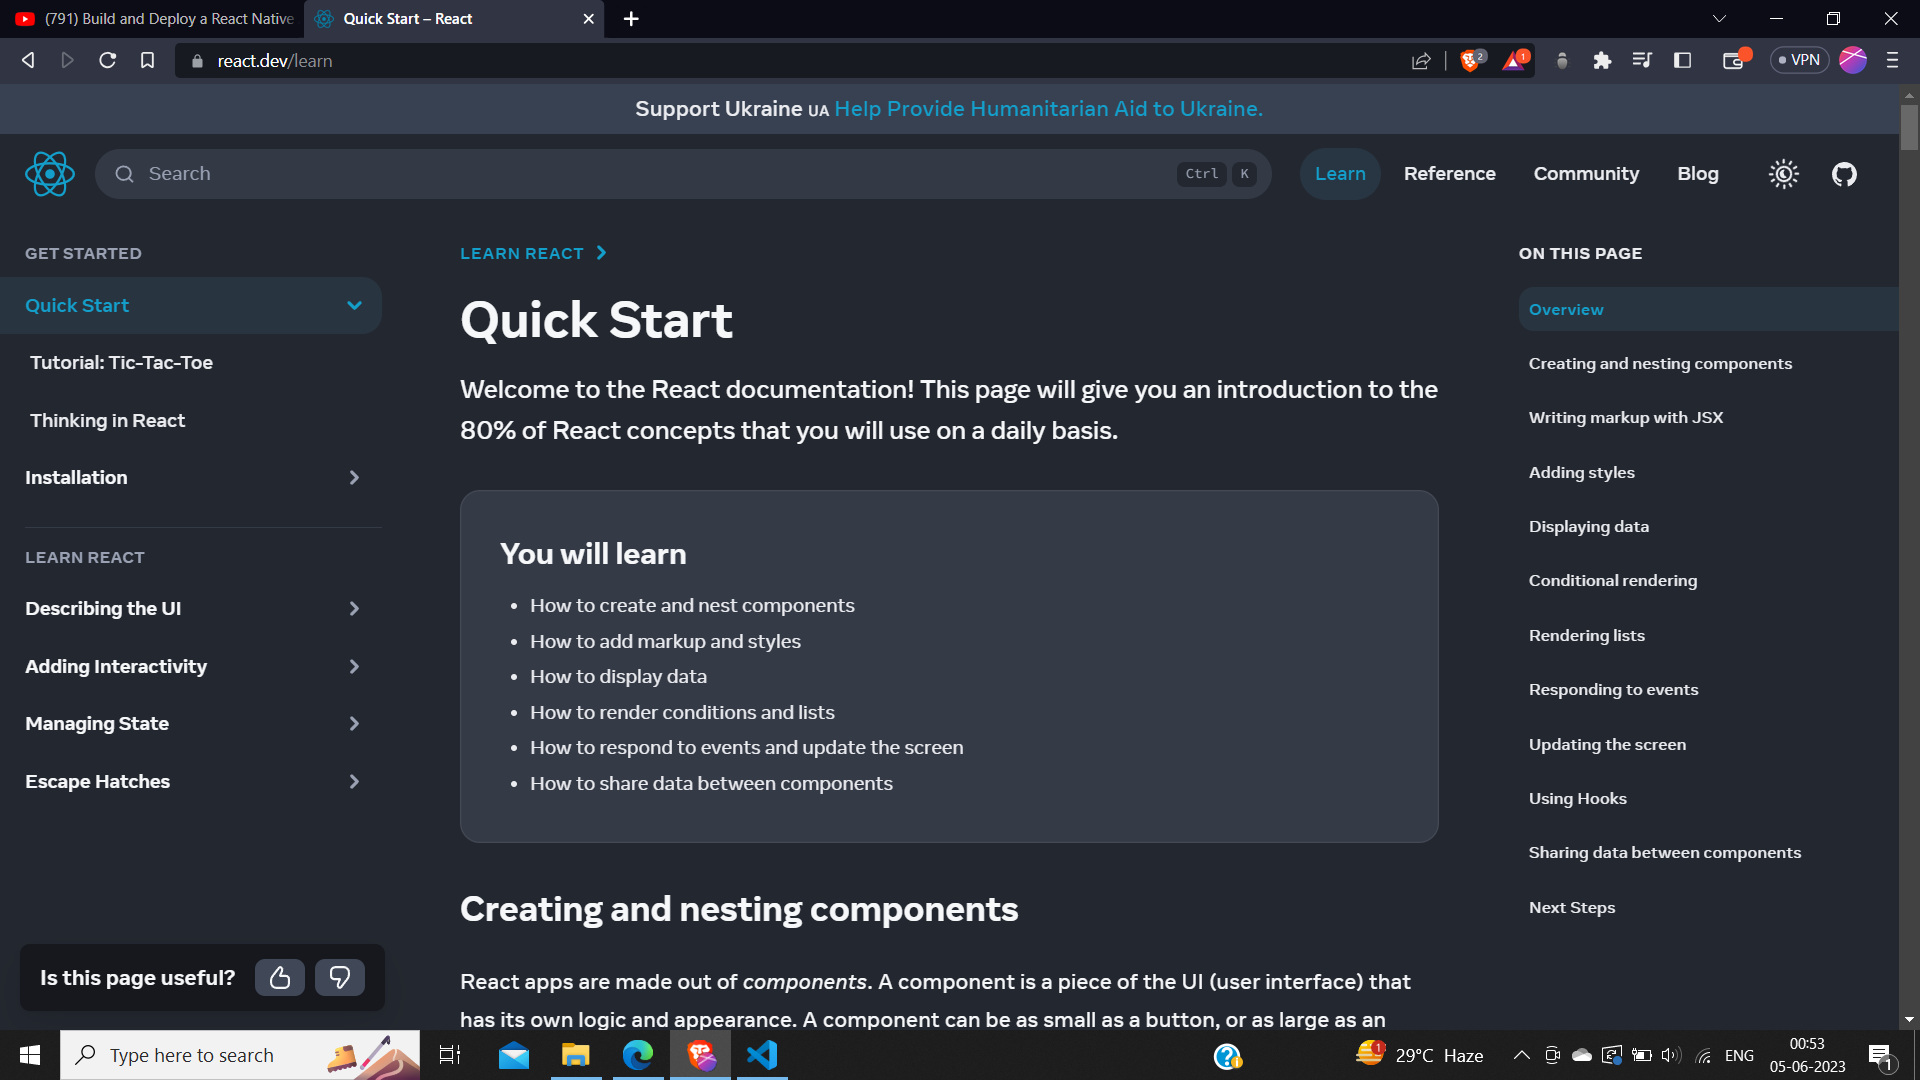 (791) Build and Deploy a React Native
Quick Start – React
react.dev/learn
2
1
VPN
Support Ukraine UA Help Provide Humanitarian Aid to Ukraine.
Search
Ctrl K
Learn
Reference
Community
Blog
GET STARTED
Quick Start
Tutorial: Tic-Tac-Toe
Thinking in React
Installation
LEARN REACT
Describing the UI
Adding Interactivity
Managing State
Escape Hatches
Is this page useful?
LEARN REACT
Quick Start
Welcome to the React documentation! This page will give you an introduction to the
80% of React concepts that you will use on a daily basis.
You will learn
• How to create and nest components
• How to add markup and styles
• How to display data
• How to render conditions and lists
• How to respond to events and update the screen
• How to share data between components
Creating and nesting components
React apps are made out of components. A component is a piece of the UI (user interface) that
has its own logic and appearance. A component can be as small as a button, or as large as an
ON THIS PAGE
Overview
Creating and nesting components
Writing markup with JSX
Adding styles
Displaying data
Conditional rendering
Rendering lists
Responding to events
Updating the screen
Using Hooks
Sharing data between components
Next Steps
Type here to search
1
29°C Haze
ENG
00:53
05-06-2023
1